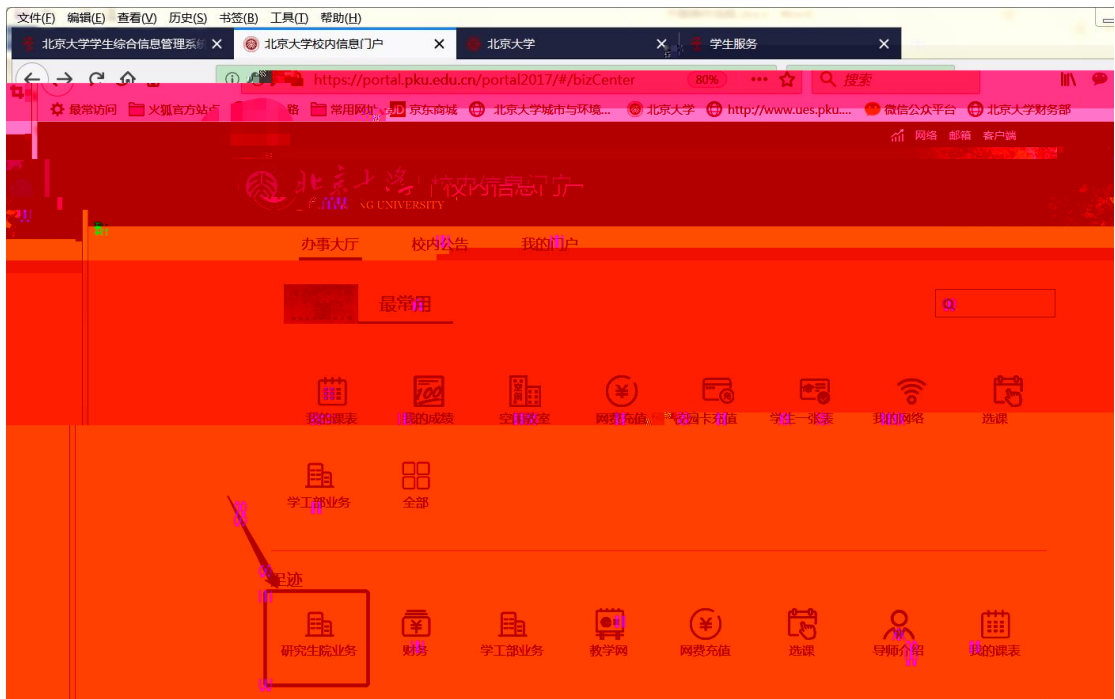 文件(F) 编辑(E) 查看(V) 历史(S) 书签(B) 工具(T) 帮助(H)
北京大学学生综合信息管理系统 北京大学校内信息门户 北京大学 学生服务
https://portal.pku.edu.cn/portal2017/#/bizCenter 80% 搜索
最常访问 火狐官方站点 常用网址 JD 京东商城 北京大学城市与环境... 北京大学 http://www.ues.pku.... 微信公众平台 北京大学财务部
网络 邮箱 客户端
北京大学 校内信息门户
UNIVERSITY
办事大厅 校内公告 我的门户
最常用
我的课表 我的成绩 空闲教室 网费充值 校园卡充值 学生一张表 我的网络 选课
学工部业务 全部
足迹
研究生院业务 财务 学工部业务 教学网 网费充值 选课 导师介绍 我的课表